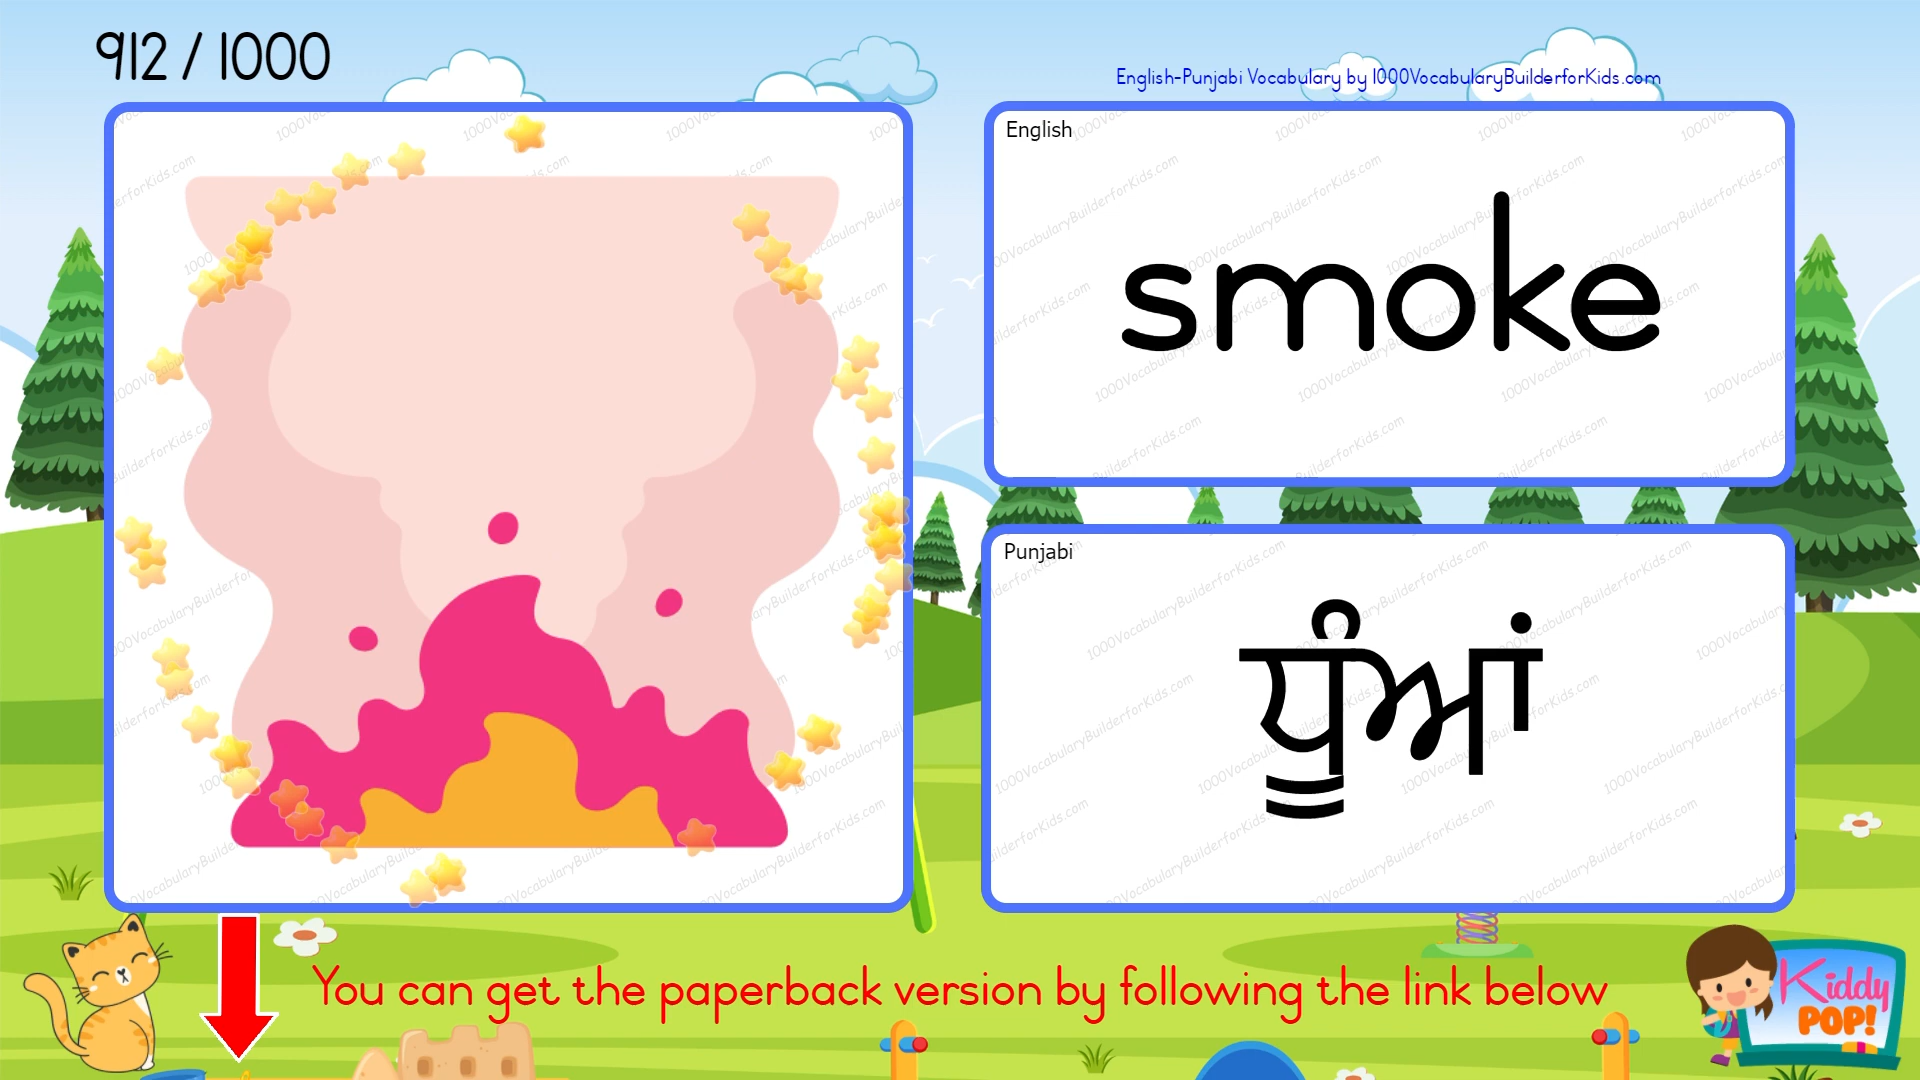 912 / 1000
English-Punjabi Vocabulary by 1000VocabularyBuilderforKids.com
English
smoke
Punjabi
ਧੂੰਆਂ
You can get the paperback version by following the link below
Kiddy
POP!